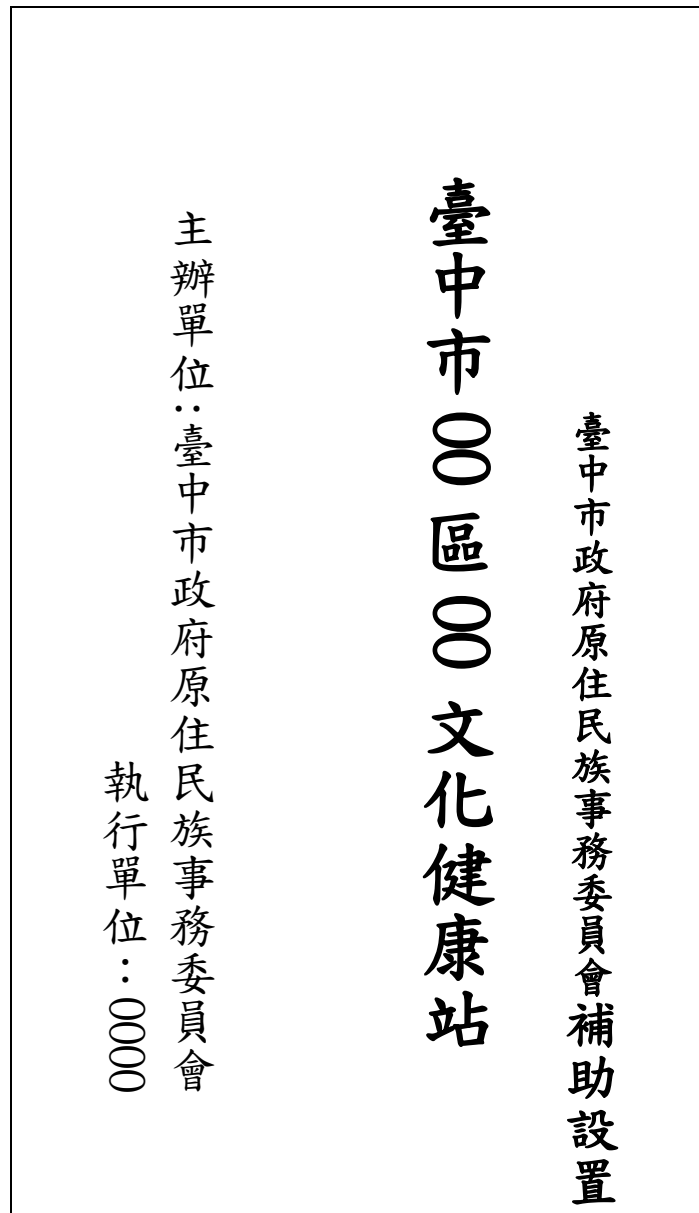 臺中市政府原住民族事務委員會補助設置
臺中市OO區OO文化健康站
主辦單位：臺中市政府原住民族事務委員會
執行單位：OOOO